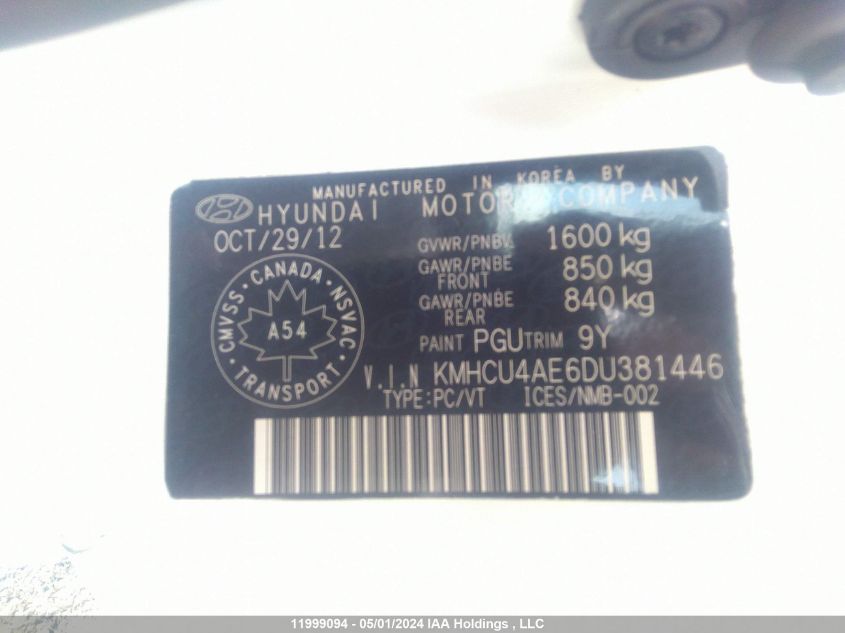 MANUFACTURED IN KOREA BY
HYUNDAI MOTOR COMPANY
OCT/29/12
GVWR/PNBV 1600 kg
GAWR/PNBE FRONT 850 kg
GAWR/PNBE REAR 840 kg
PAINT PGU TRIM 9Y
CMVSS · CANADA · NSVAC · TRANSPORT ·
A54
V.I.N KMHCU4AE6DU381446
TYPE:PC/VT ICES/NMB-002
11999094 - 05/01/2024 IAA Holdings , LLC